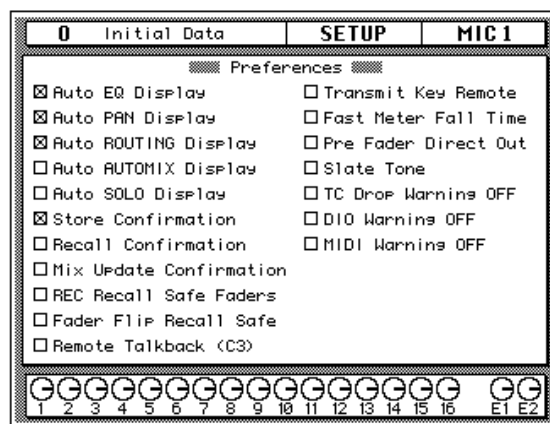 0 Initial Data SETUP MIC 1
Preferences
Auto EQ Display
Auto PAN Display
Auto ROUTING Display
Auto AUTOMIX Display
Auto SOLO Display
Store Confirmation
Recall Confirmation
Mix Update Confirmation
REC Recall Safe Faders
Fader Flip Recall Safe
Remote Talkback (C3)
Transmit Key Remote
Fast Meter Fall Time
Pre Fader Direct Out
Slate Tone
TC Drop Warning OFF
DIO Warning OFF
MIDI Warning OFF
1 2 3 4 5 6 7 8 9 10 11 12 13 14 15 16 E1 E2